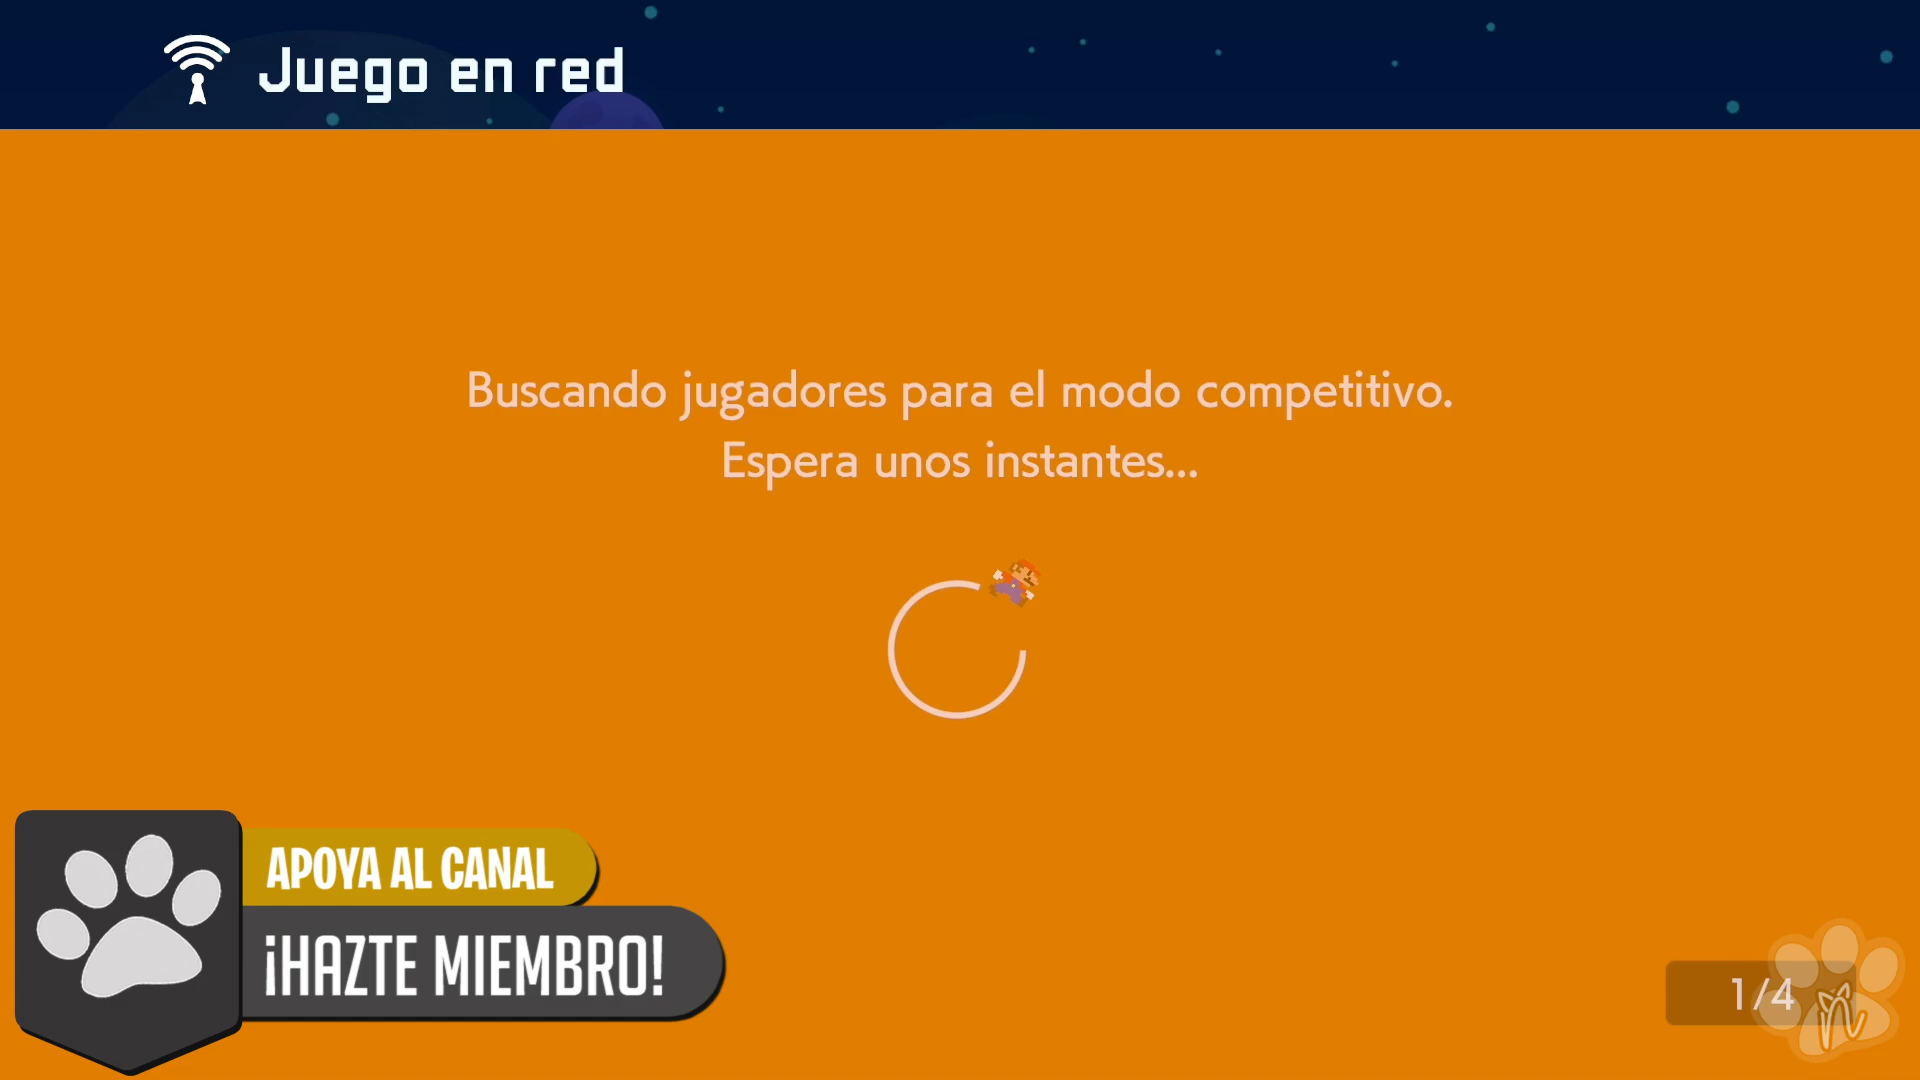 Juego en red
Buscando jugadores para el modo competitivo.
Espera unos instantes...
APOYA AL CANAL
¡HAZTE MIEMBRO!
1/4